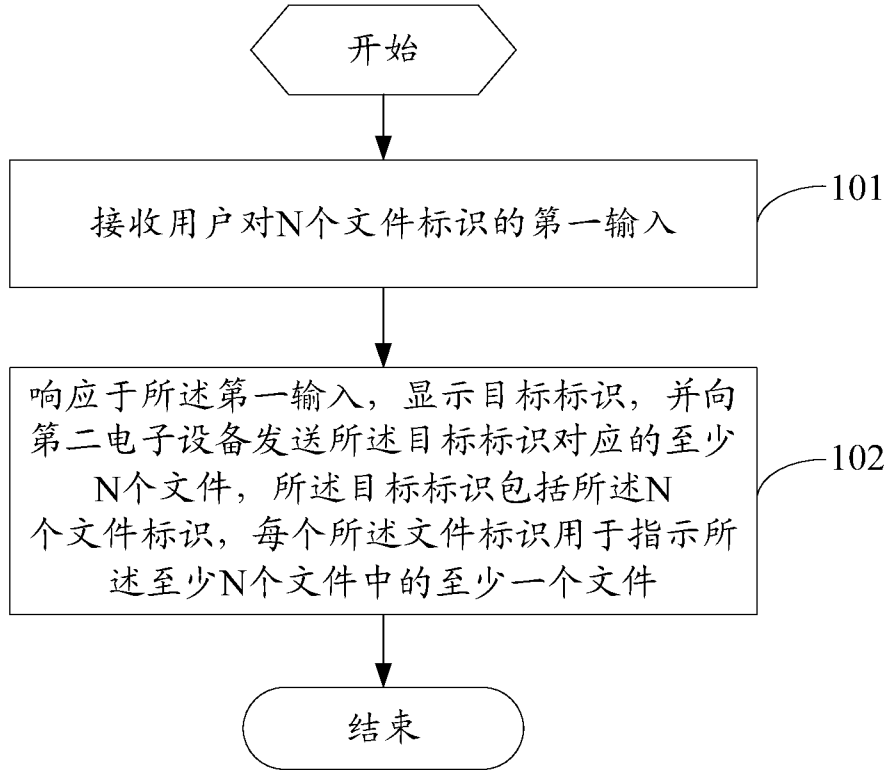 开始
接收用户对N个文件标识的第一输入
101
响应于所述第一输入，显示目标标识，并向
第二电子设备发送所述目标标识对应的至少
N个文件，所述目标标识包括所述N
个文件标识，每个所述文件标识用于指示所
述至少N个文件中的至少一个文件
102
结束